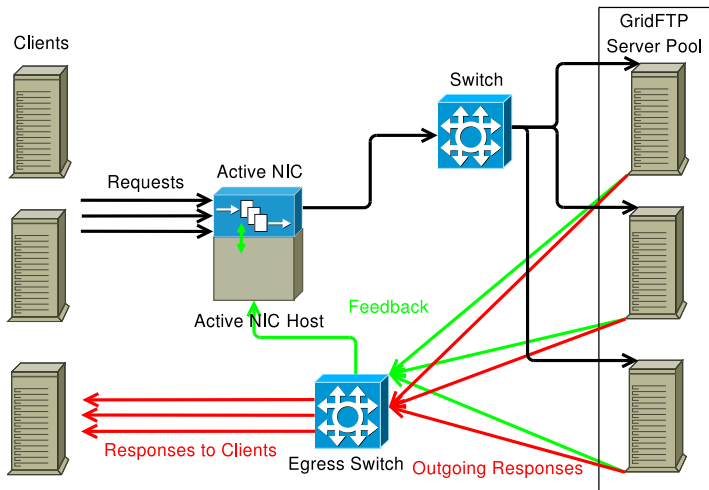 GridFTP
Server Pool
Clients
Switch
Active NIC
Requests
Feedback
Active NIC Host
Responses to Clients
Egress Switch
Outgoing Responses